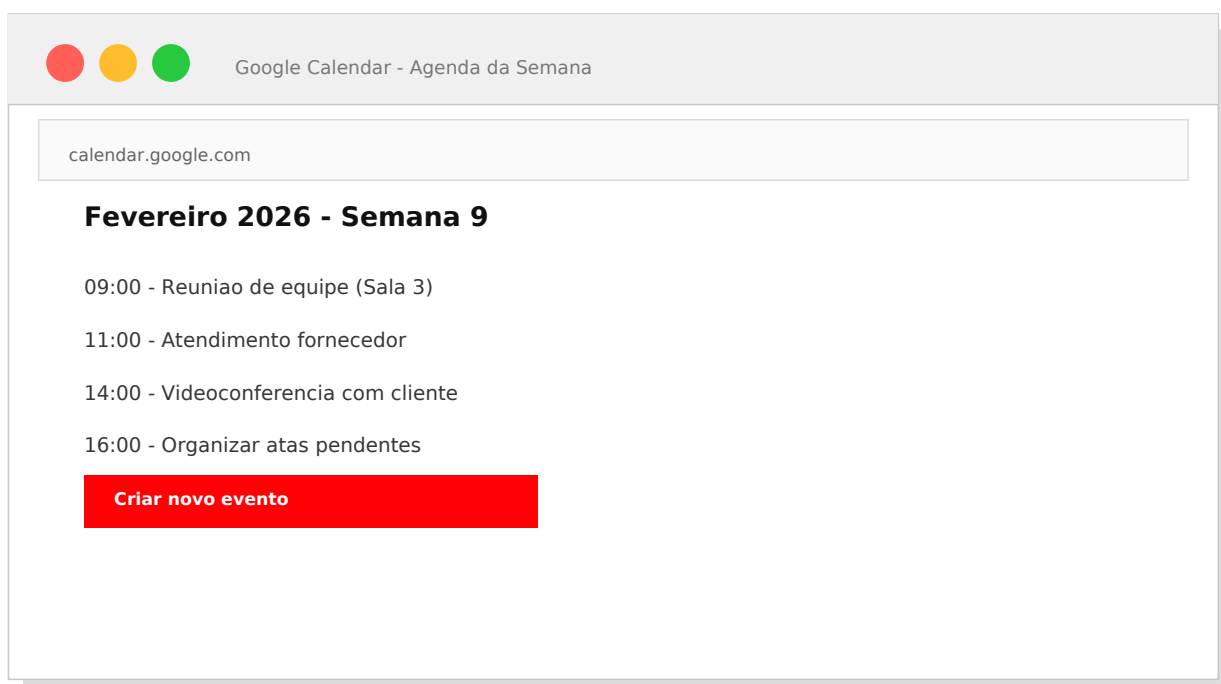 Google Calendar - Agenda da Semana
calendar.google.com
Fevereiro 2026 - Semana 9
09:00 - Reuniao de equipe (Sala 3)
11:00 - Atendimento fornecedor
14:00 - Videoconferencia com cliente
16:00 - Organizar atas pendentes
Criar novo evento